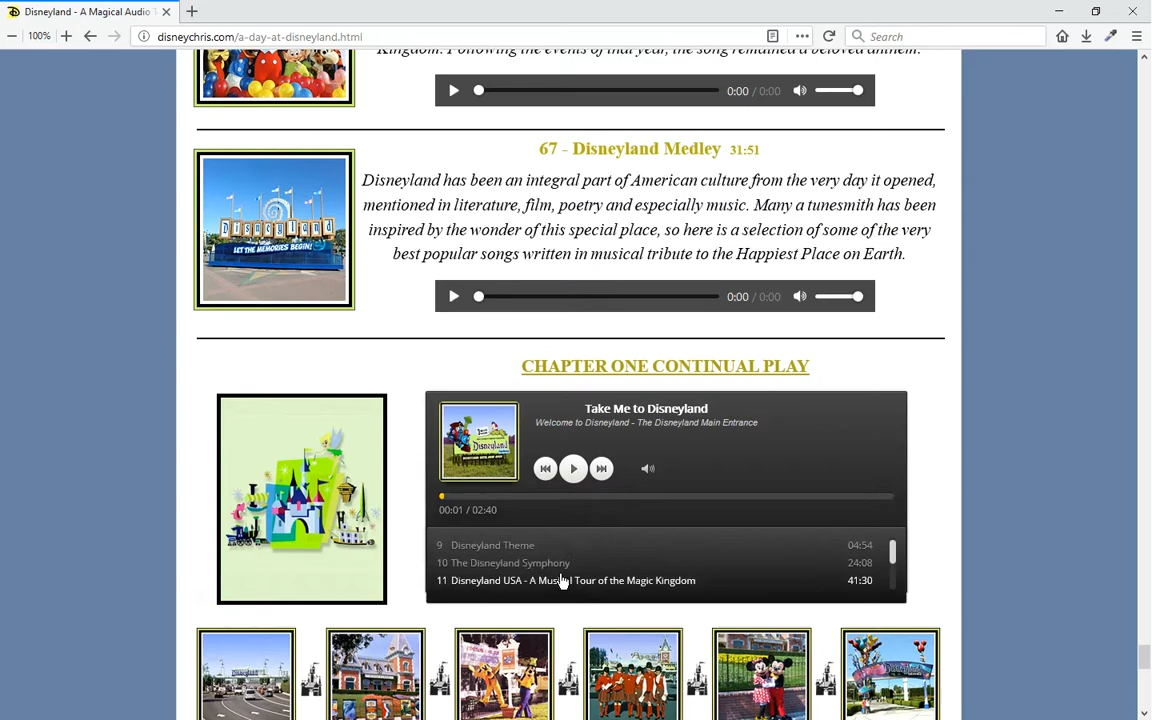 Disneyland - A Magical Audio T
100%
disneychris.com/a-day-at-disneyland.html
Search
Kingdom. Following the events of that year, the song remained a beloved anthem.
0:00 / 0:00
67 - Disneyland Medley 31:51
Disneyland has been an integral part of American culture from the very day it opened,
mentioned in literature, film, poetry and especially music. Many a tunesmith has been
inspired by the wonder of this special place, so here is a selection of some of the very
best popular songs written in musical tribute to the Happiest Place on Earth.
Disneyland
LET THE MEMORIES BEGIN!
0:00 / 0:00
CHAPTER ONE CONTINUAL PLAY
Take Me to Disneyland
Welcome to Disneyland - The Disneyland Main Entrance
Disneyland
00:01 / 02:40
9 Disneyland Theme 04:54
10 The Disneyland Symphony 24:08
11 Disneyland USA - A Musical Tour of the Magic Kingdom 41:30